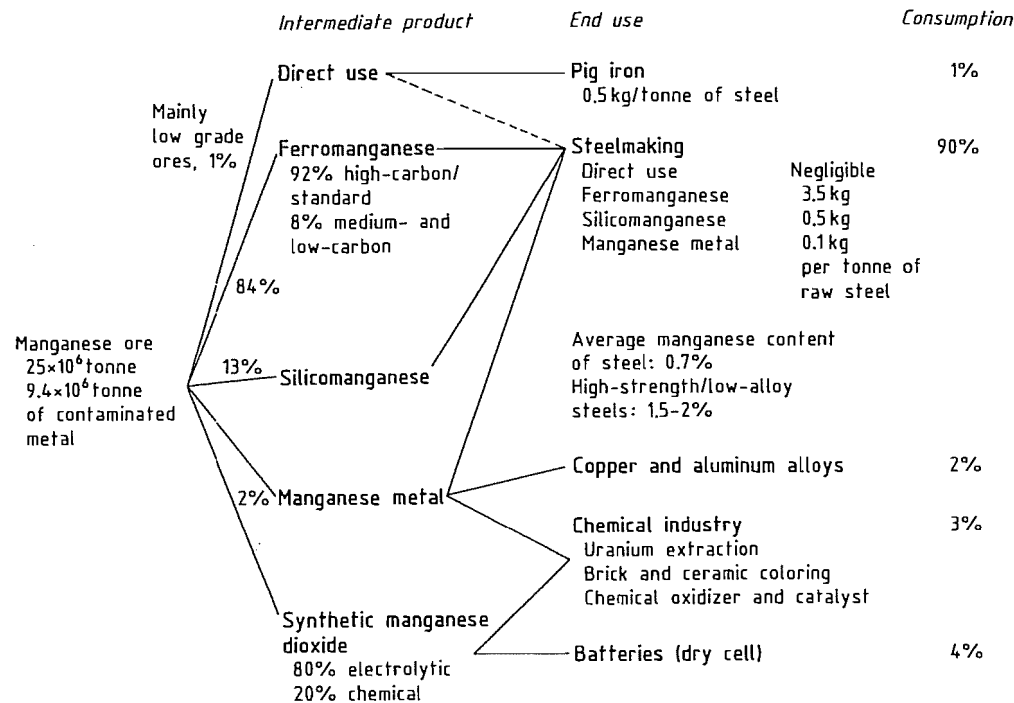 Intermediate product
End use
Consumption
Direct use
Pig iron
0.5 kg/tonne of steel
1%
Mainly
low grade
ores, 1%
Ferromanganese
92% high-carbon/
standard
8% medium- and
low-carbon
Steelmaking
90%
Direct use Negligible
Ferromanganese 3.5 kg
Silicomanganese 0.5 kg
Manganese metal 0.1 kg
per tonne of
raw steel
84%
Manganese ore
25×10⁶ tonne
9.4×10⁶ tonne
of contaminated
metal
13%
Silicomanganese
Average manganese content
of steel: 0.7%
High-strength/low-alloy
steels: 1.5-2%
2%
Manganese metal
Copper and aluminum alloys
2%
Chemical industry
3%
Uranium extraction
Brick and ceramic coloring
Chemical oxidizer and catalyst
Synthetic manganese
dioxide
80% electrolytic
20% chemical
Batteries (dry cell)
4%